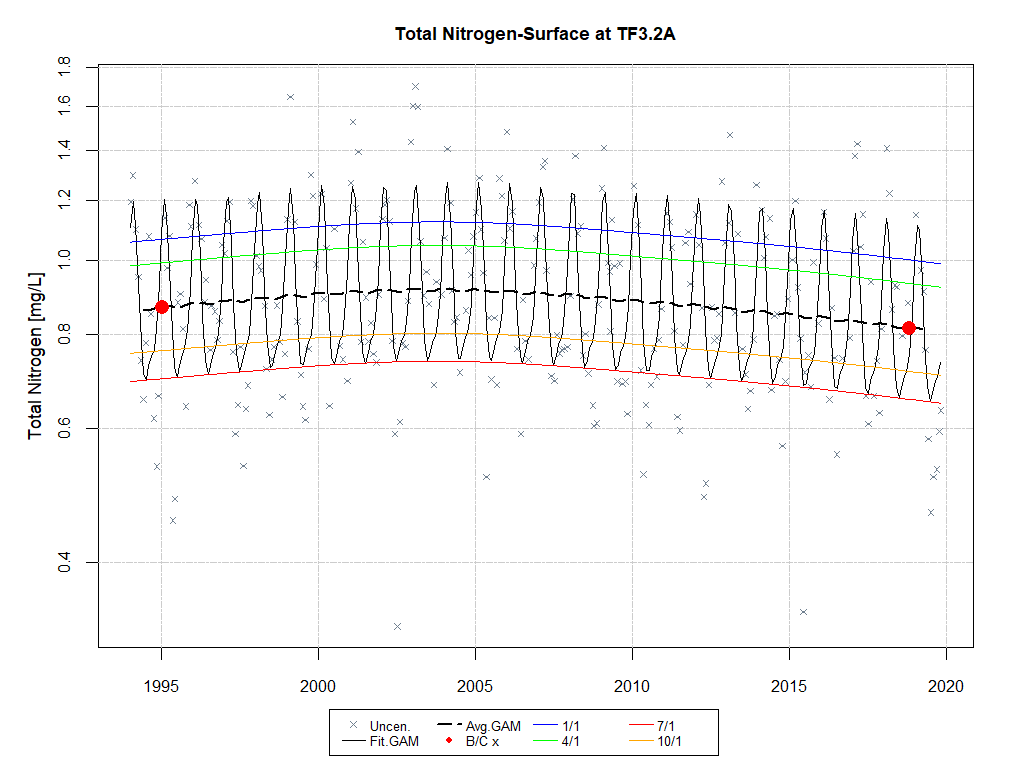 Total Nitrogen-Surface at TF3.2A
Total Nitrogen [mg/L]
1.8
1.6
1.4
1.2
1.0
0.8
0.6
0.4
1995 2000 2005 2010 2015 2020
Uncen. Avg.GAM 1/1 7/1
Fit.GAM B/C x 4/1 10/1